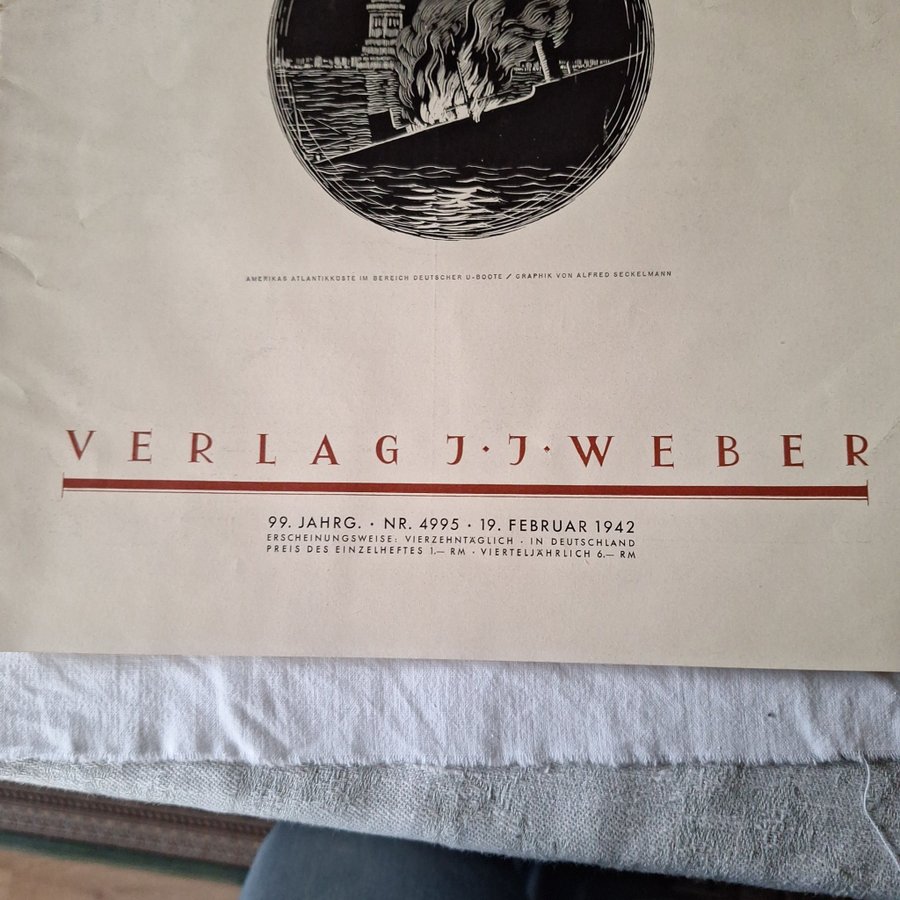 AMERIKAS ATLANTIKKÜSTE IM BEREICH DEUTSCHER U-BOOTE / GRAPHIK VON ALFRED SECKELMANN
VERLAG J·J·WEBER
99. JAHRG. · NR. 4995 · 19. FEBRUAR 1942
ERSCHEINUNGSWEISE: VIERZEHNTÄGLICH · IN DEUTSCHLAND
PREIS DES EINZELHEFTES 1.— RM · VIERTELJÄHRLICH 6.— RM